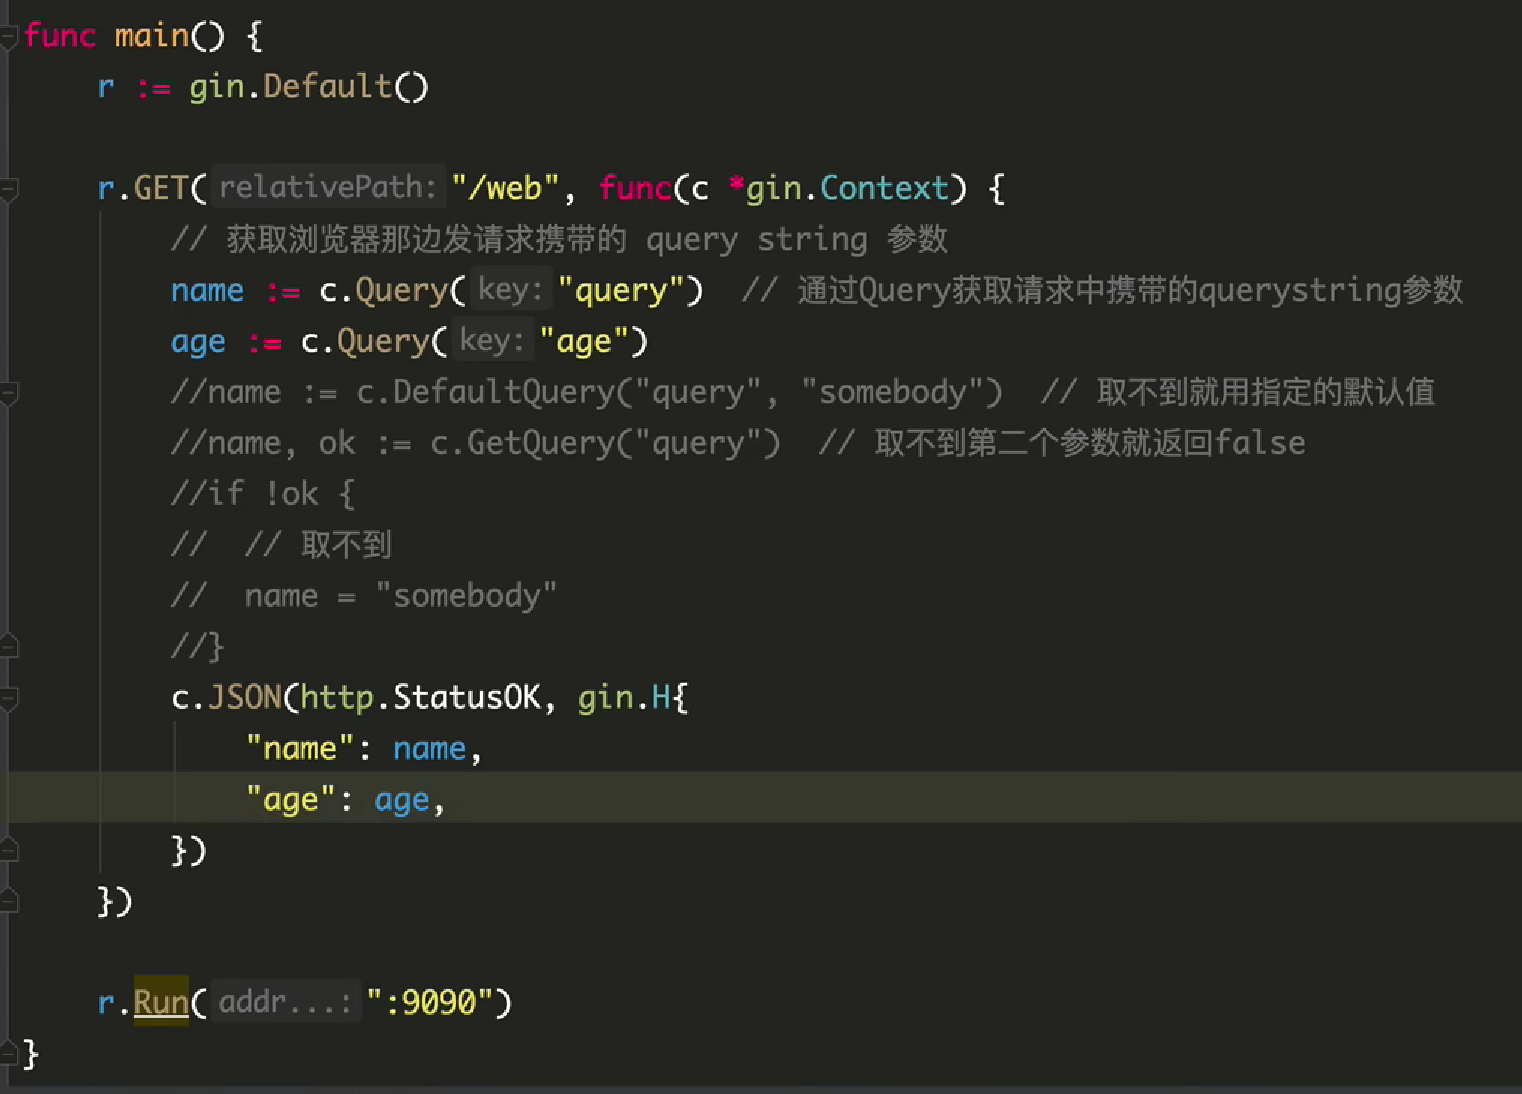 func main() {
    r := gin.Default()
    r.GET( relativePath: "/web", func(c *gin.Context) {
        // 获取浏览器那边发请求携带的 query string 参数
        name := c.Query( key: "query")  // 通过Query获取请求中携带的querystring参数
        age := c.Query( key: "age")
        //name := c.DefaultQuery("query", "somebody")  // 取不到就用指定的默认值
        //name, ok := c.GetQuery("query")  // 取不到第二个参数就返回false
        //if !ok {
        //  // 取不到
        //  name = "somebody"
        //}
        c.JSON(http.StatusOK, gin.H{
            "name": name,
            "age": age,
        })
    })
    r.Run( addr...: ":9090")
}